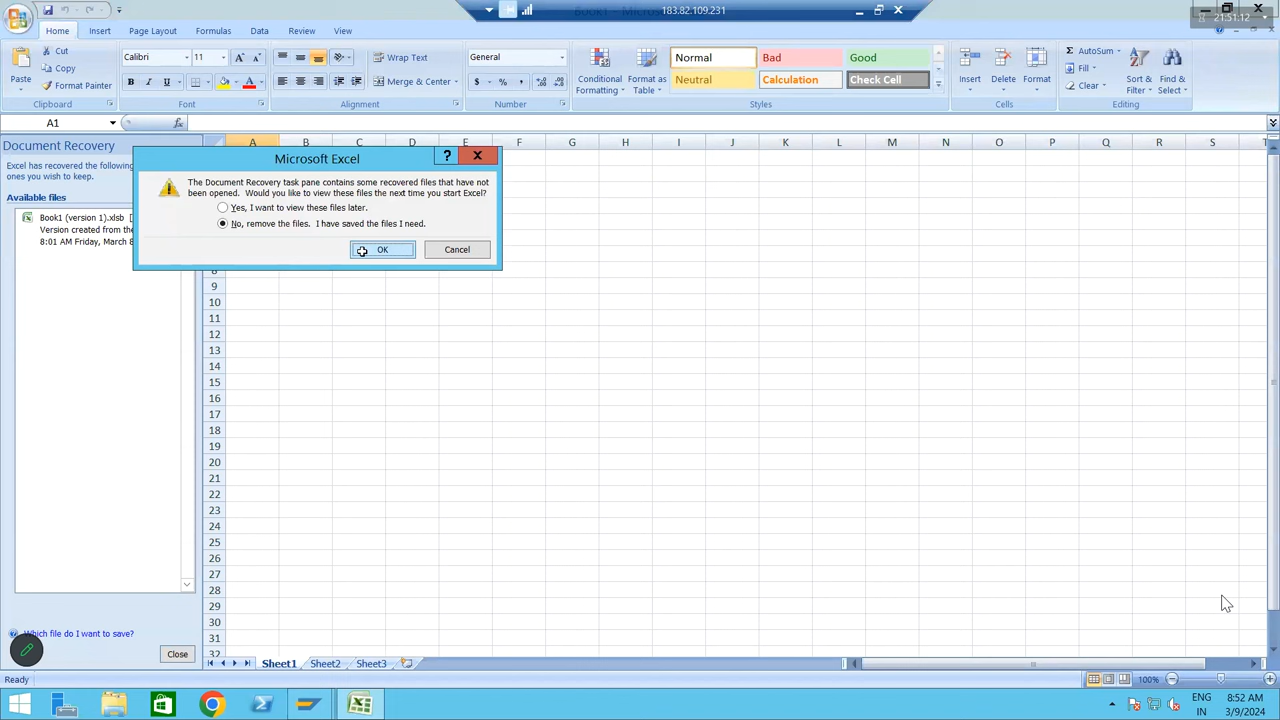 Book1 - Micros
183.82.109.231
21:51:12
Home Insert Page Layout Formulas Data Review View
Cut
Copy
Format Painter
Paste
Clipboard
Calibri 11
B I U
Font
Wrap Text
Merge & Center
Alignment
General
$ % ,
Number
Conditional Formatting
Format as Table
Normal Bad Good
Neutral Calculation Check Cell
Styles
Insert Delete Format
Cells
AutoSum
Fill
Clear
Sort & Filter
Find & Select
Editing
A1
fx
Document Recovery
Excel has recovered the following
ones you wish to keep.
Available files
Book1 (version 1).xlsb [
Version created from the
8:01 AM Friday, March 8
Which file do I want to save?
Close
A B C D E F G H I J K L M N O P Q R S T
Microsoft Excel
?
The Document Recovery task pane contains some recovered files that have not
been opened. Would you like to view these files the next time you start Excel?
Yes, I want to view these files later.
No, remove the files. I have saved the files I need.
OK Cancel
8
9
10
11
12
13
14
15
16
17
18
19
20
21
22
23
24
25
26
27
28
29
30
31
32
Sheet1 Sheet2 Sheet3
Ready
100%
ENG
IN
8:52 AM
3/9/2024